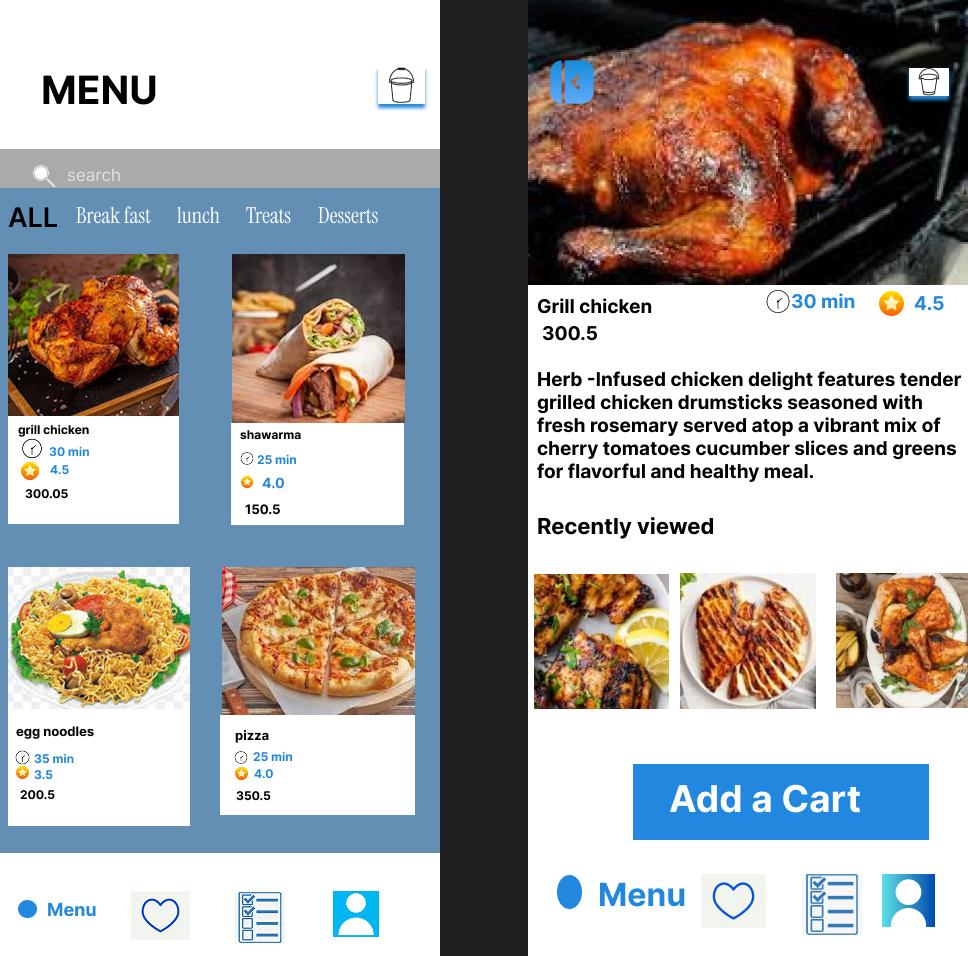 MENU
search
ALL Break fast lunch Treats Desserts
grill chicken
30 min
4.5
300.05
shawarma
25 min
4.0
150.5
egg noodles
35 min
3.5
200.5
pizza
25 min
4.0
350.5
Menu
Grill chicken
30 min 4.5
300.5
Herb -Infused chicken delight features tender
grilled chicken drumsticks seasoned with
fresh rosemary served atop a vibrant mix of
cherry tomatoes cucumber slices and greens
for flavorful and healthy meal.
Recently viewed
Add a Cart
Menu